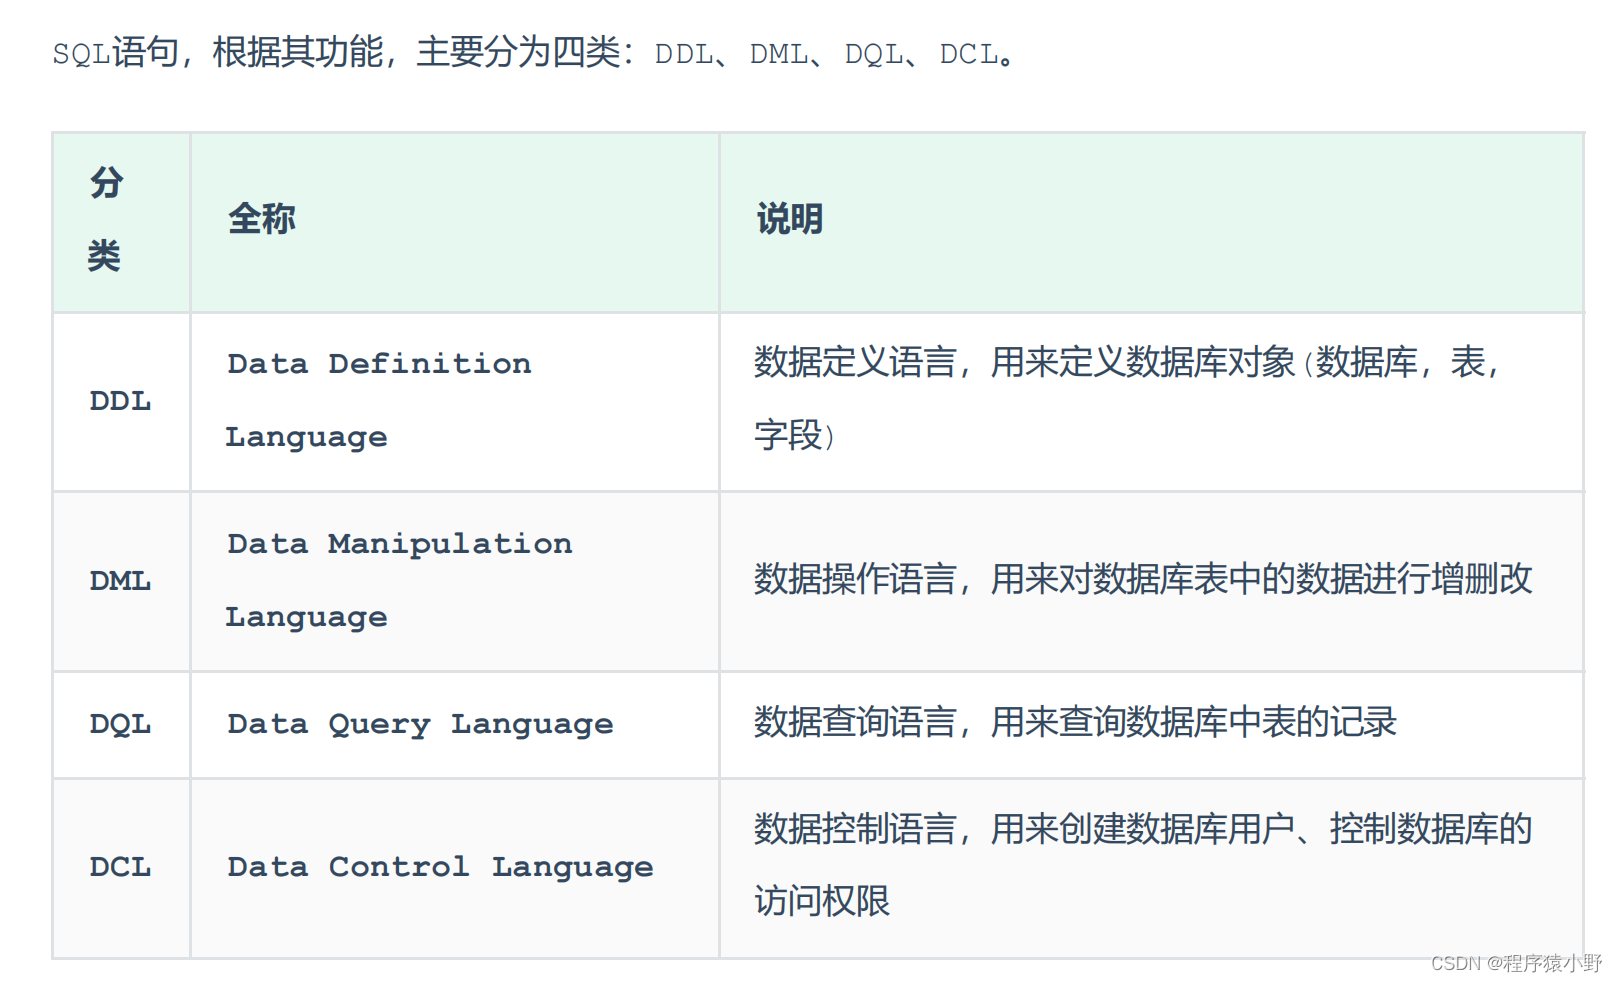 SQL语句，根据其功能，主要分为四类：DDL、DML、DQL、DCL。
分
类
全称
说明
DDL
Data Definition
Language
数据定义语言，用来定义数据库对象(数据库，表，
字段)
DML
Data Manipulation
Language
数据操作语言，用来对数据库表中的数据进行增删改
DQL
Data Query Language
数据查询语言，用来查询数据库中表的记录
DCL
Data Control Language
数据控制语言，用来创建数据库用户、控制数据库的
访问权限
CSDN @程序猿小野